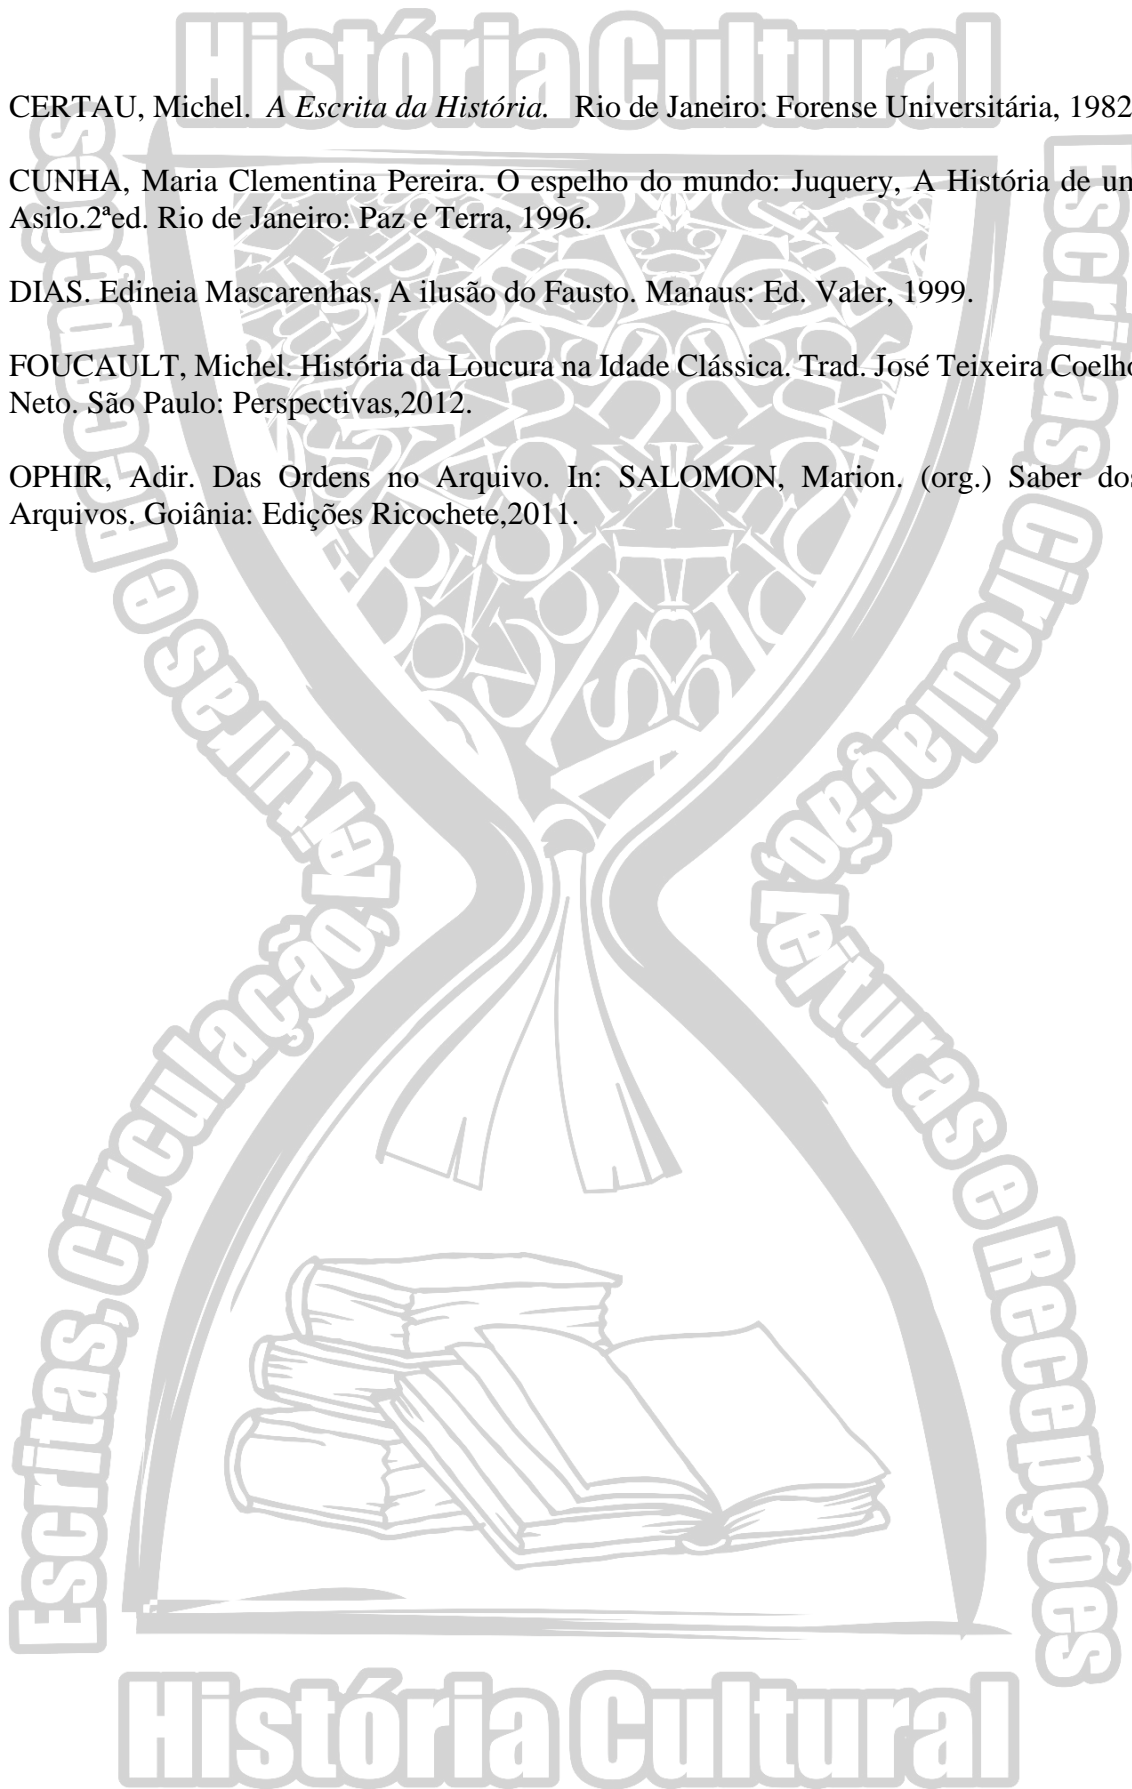 História Cultural
CERTAU, Michel. A Escrita da História. Rio de Janeiro: Forense Universitária, 1982
CUNHA, Maria Clementina Pereira. O espelho do mundo: Juquery, A História de um
Asilo.2ªed. Rio de Janeiro: Paz e Terra, 1996.
DIAS. Edineia Mascarenhas. A ilusão do Fausto. Manaus: Ed. Valer, 1999.
FOUCAULT, Michel. História da Loucura na Idade Clássica. Trad. José Teixeira Coelho
Neto. São Paulo: Perspectivas,2012.
OPHIR, Adir. Das Ordens no Arquivo. In: SALOMON, Marion. (org.) Saber dos
Arquivos. Goiânia: Edições Ricochete,2011.
Escritas, Circulação, Leituras e Recepções
Escritas, Circulação, Leituras e Recepções
História Cultural